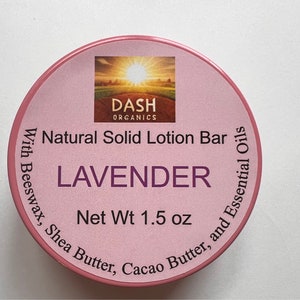 DASH
ORGANICS
Natural Solid Lotion Bar
LAVENDER
Net Wt 1.5 oz
With Beeswax, Shea Butter, Cacao Butter, and Essential Oils